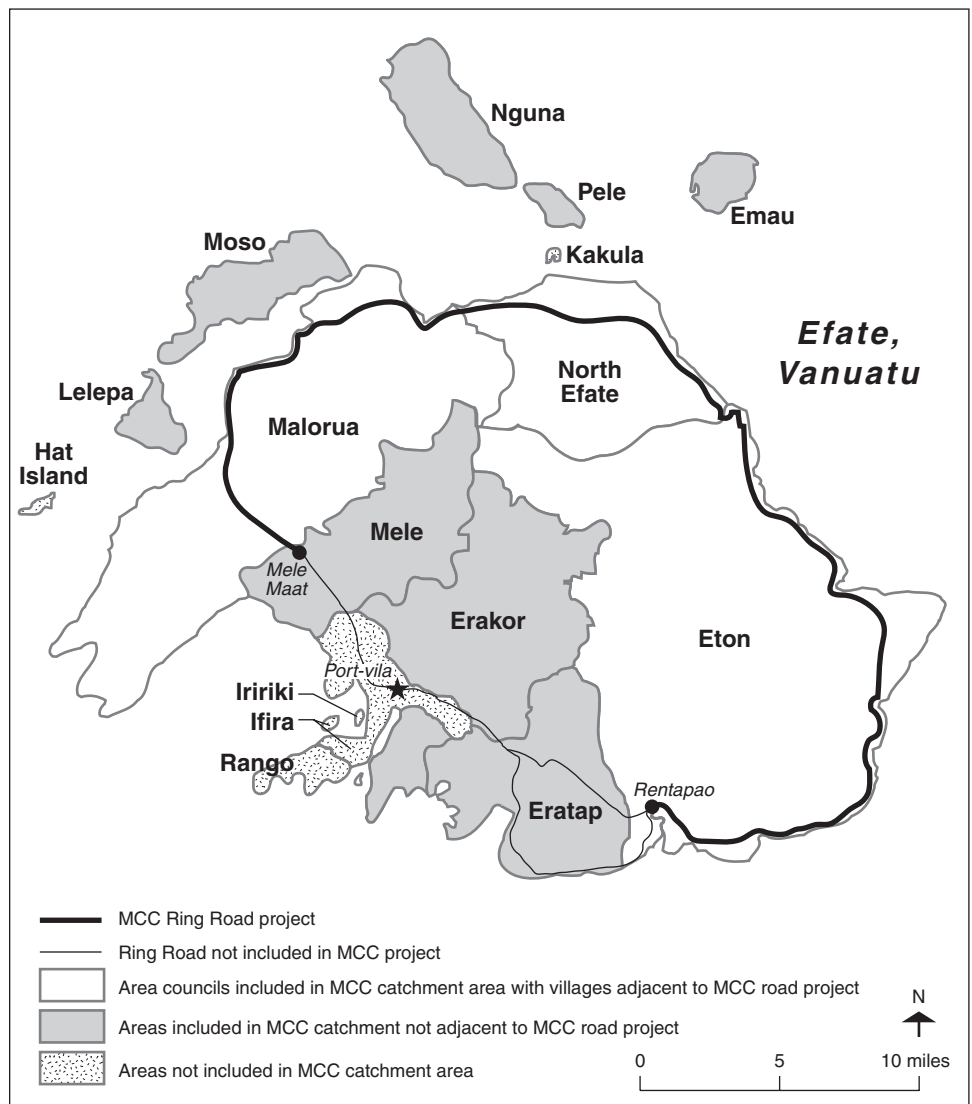 Nguna
Pele
Emau
Moso
Kakula
Efate,
Vanuatu
North
Efate
Lelepa
Malorua
Hat
Island
Mele
Mele
Maat
Erakor
Eton
Port-vila
Iririki
Ifira
Rango
Rentapao
Eratap
MCC Ring Road project
Ring Road not included in MCC project
Area councils included in MCC catchment area with villages adjacent to MCC road project
N
Areas included in MCC catchment not adjacent to MCC road project
0 5 10 miles
Areas not included in MCC catchment area